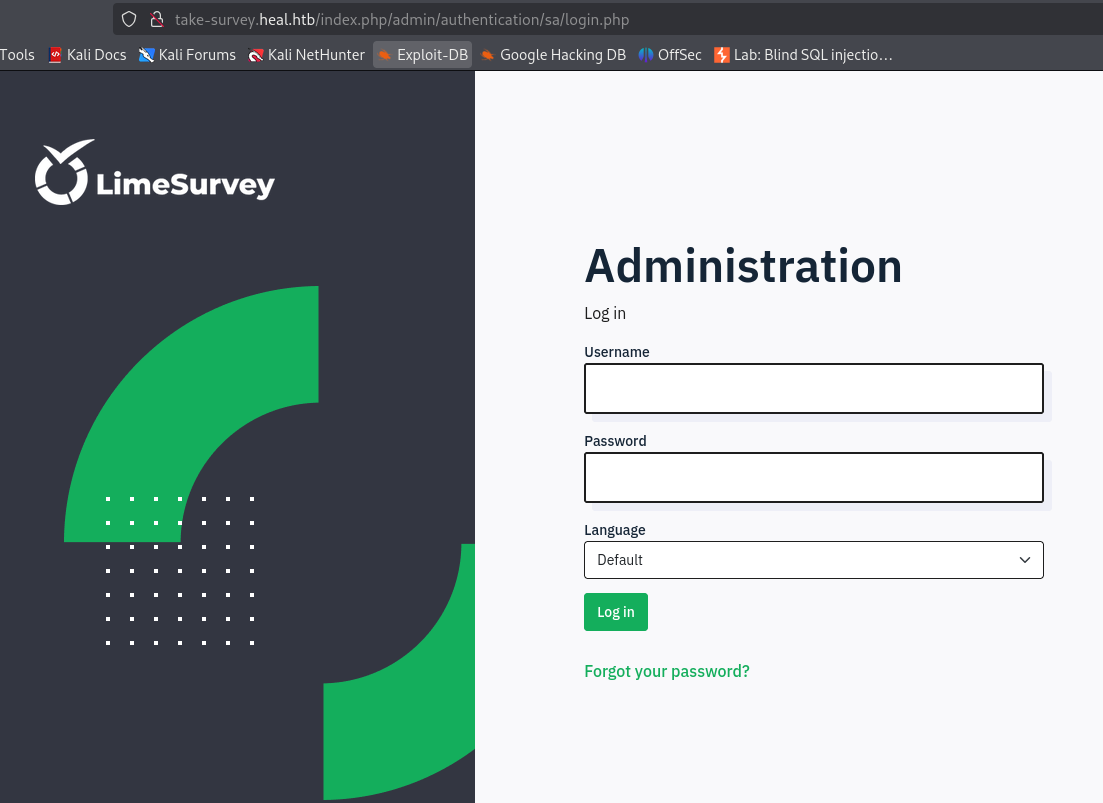 take-survey.heal.htb/index.php/admin/authentication/sa/login.php
Tools Kali Docs Kali Forums Kali NetHunter Exploit-DB Google Hacking DB OffSec Lab: Blind SQL injectio…
LimeSurvey
Administration
Log in
Username
Password
Language
Default
Log in
Forgot your password?